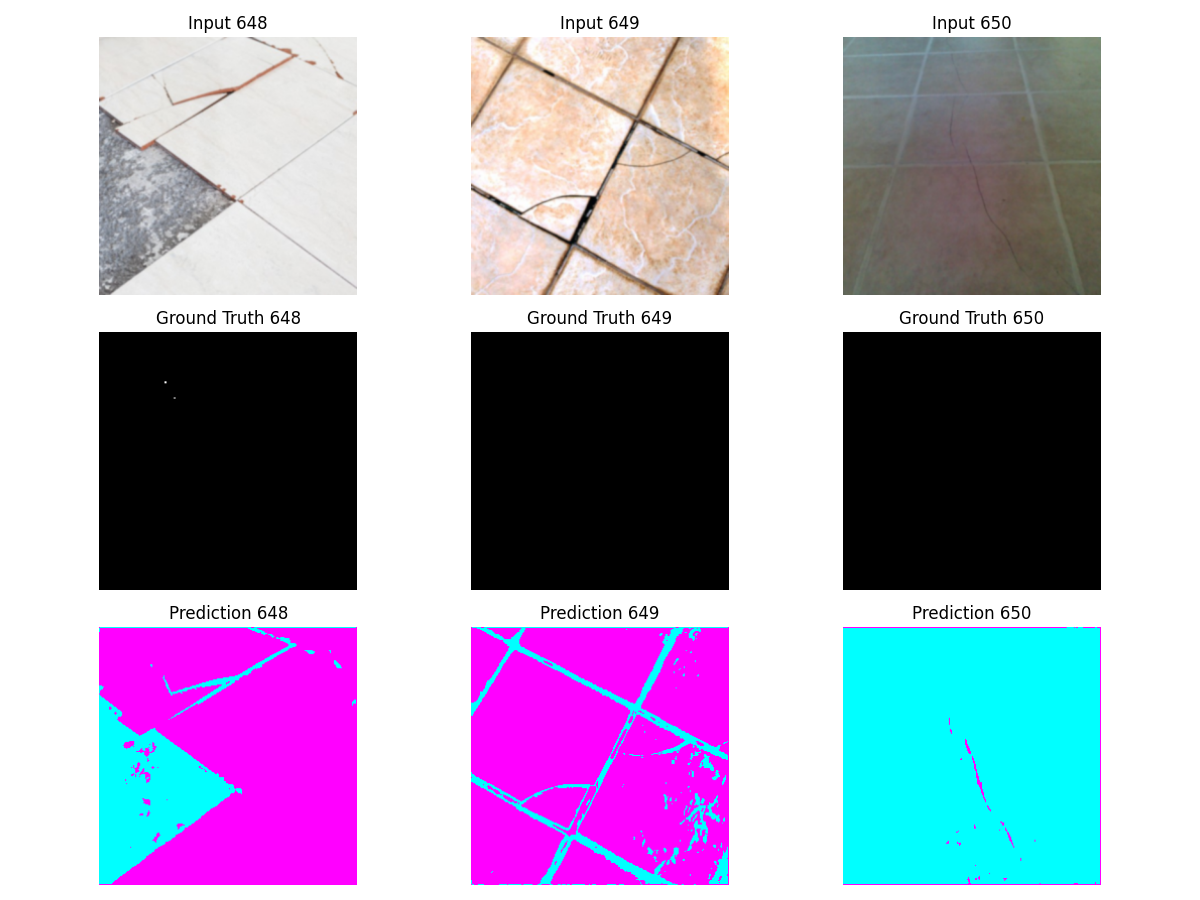 Input 648
Input 649
Input 650
Ground Truth 648
Ground Truth 649
Ground Truth 650
Prediction 648
Prediction 649
Prediction 650